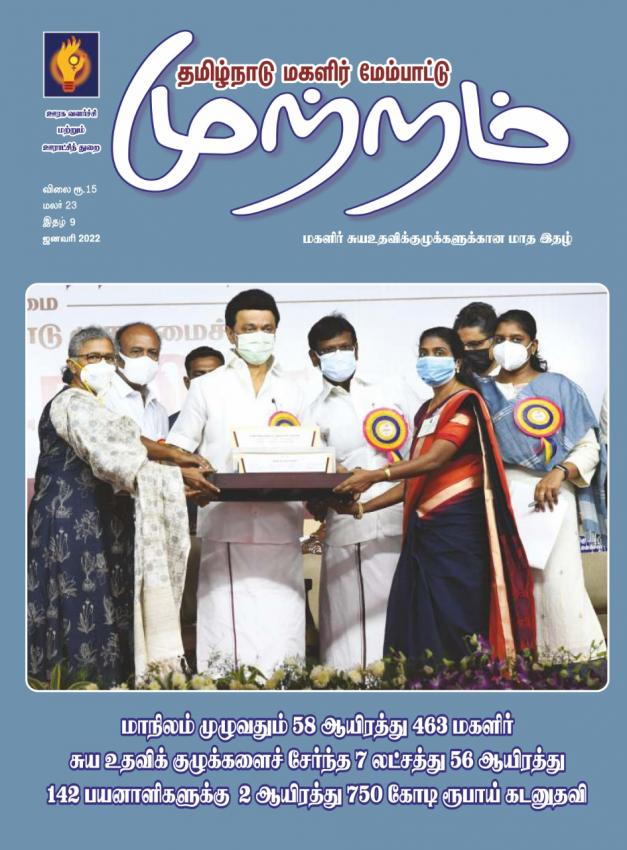 தமிழ்நாடு மகளிர் மேம்பாட்டு
முற்றம்
ஊரக வளர்ச்சி
மற்றும்
ஊராட்சித் துறை
விலை ரூ.15
மலர் 23
இதழ் 9
ஜனவரி 2022
மகளிர் சுயஉதவிக்குழுக்களுக்கான மாத இதழ்
மாநிலம் முழுவதும் 58 ஆயிரத்து 463 மகளிர்
சுய உதவிக் குழுக்களைச் சேர்ந்த 7 லட்சத்து 56 ஆயிரத்து
142 பயனாளிகளுக்கு 2 ஆயிரத்து 750 கோடி ரூபாய் கடனுதவி